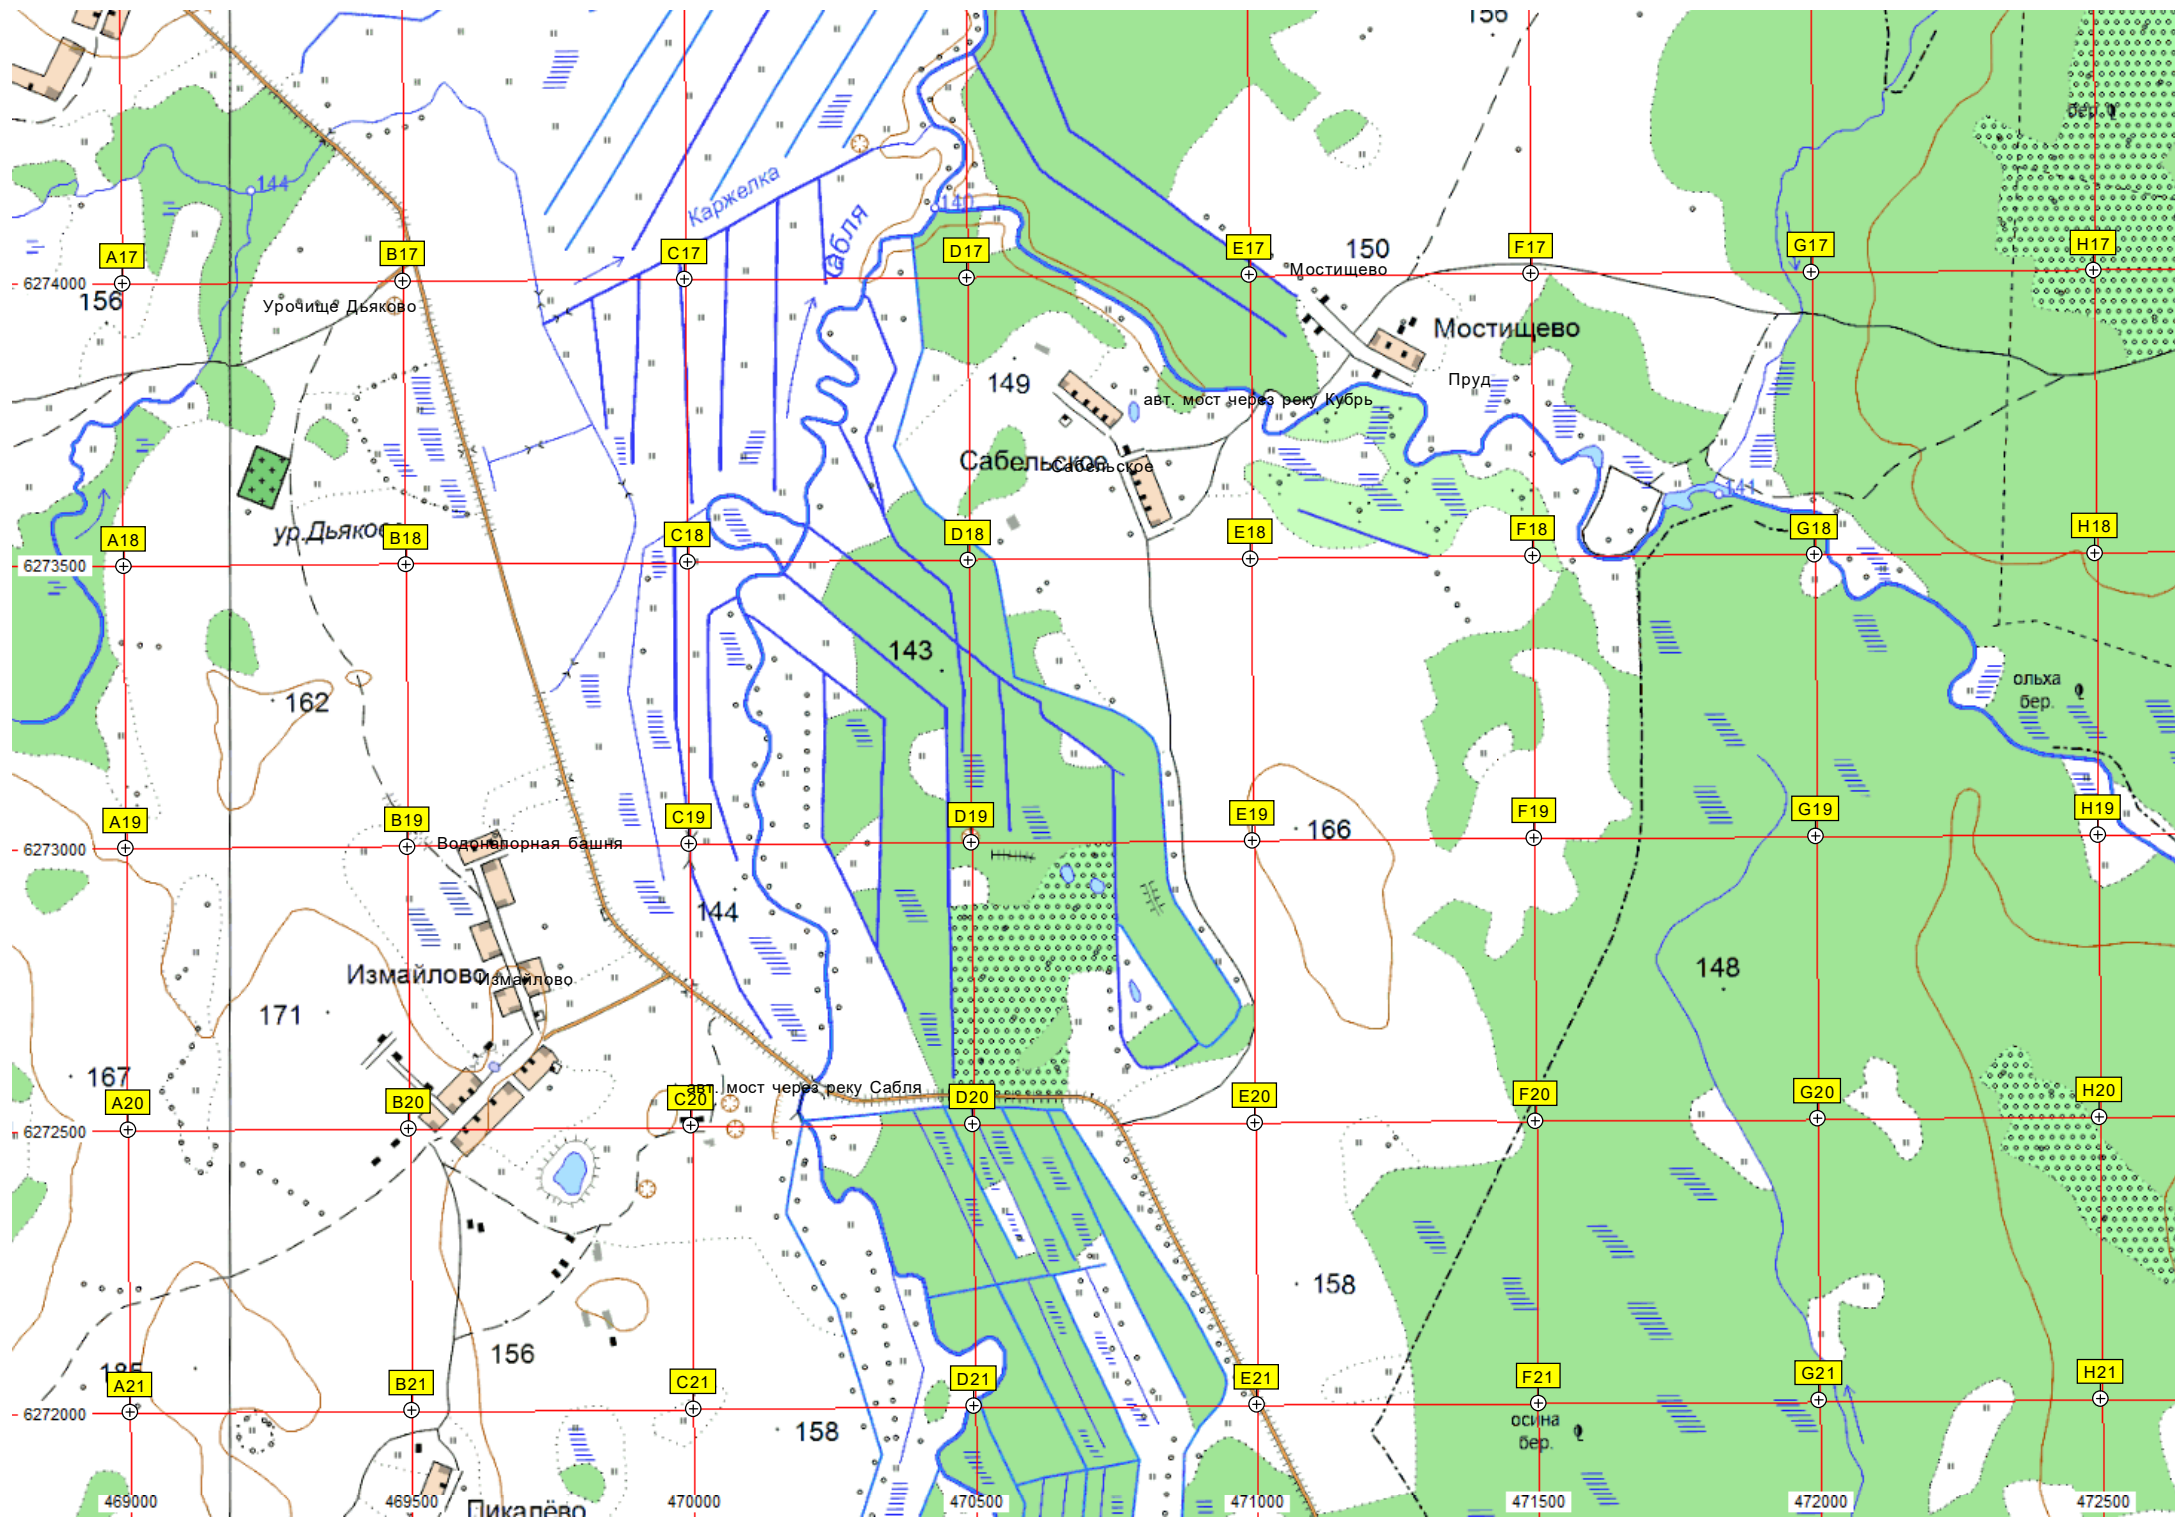 156
бер.
144
Каржелка
140
Сабля
A17
B17
C17
D17
E17
F17
G17
H17
150
6274000
156
Урочище Дьяково
Мостищево
Мостищево
149
Пруд
авт. мост через реку Кубрь
Сабельское
Сабельское
141
ур.Дьяково
A18
B18
C18
D18
E18
F18
G18
H18
6273500
143
162
ольха
бер.
A19
B19
C19
D19
E19
F19
G19
H19
166
6273000
Водонапорная башня
144
148
Измайлово
Измайлово
171
167
авт. мост через реку Сабля
A20
B20
C20
D20
E20
F20
G20
H20
6272500
158
156
185
A21
B21
C21
D21
E21
F21
G21
H21
6272000
158
осина
бер.
469000
469500
470000
470500
471000
471500
472000
472500
Пикалёво